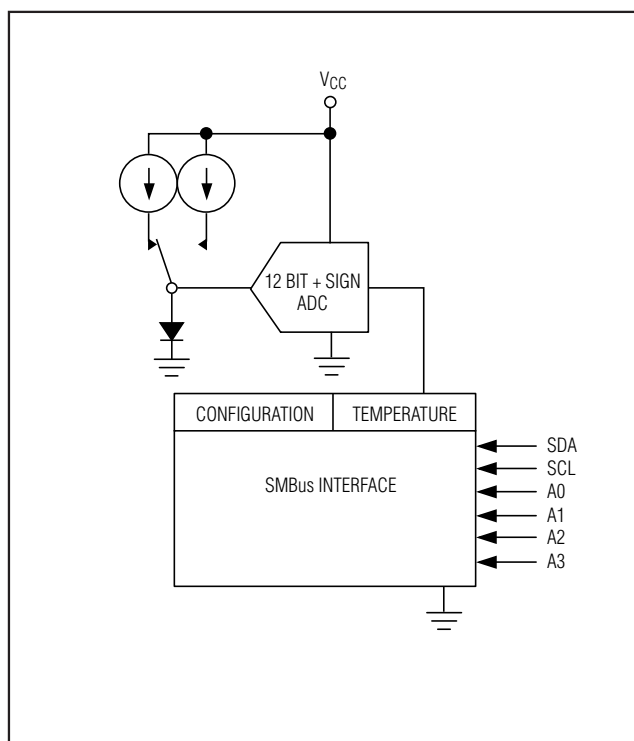 VCC
12 BIT + SIGN
ADC
CONFIGURATION
TEMPERATURE
SMBus INTERFACE
SDA
SCL
A0
A1
A2
A3